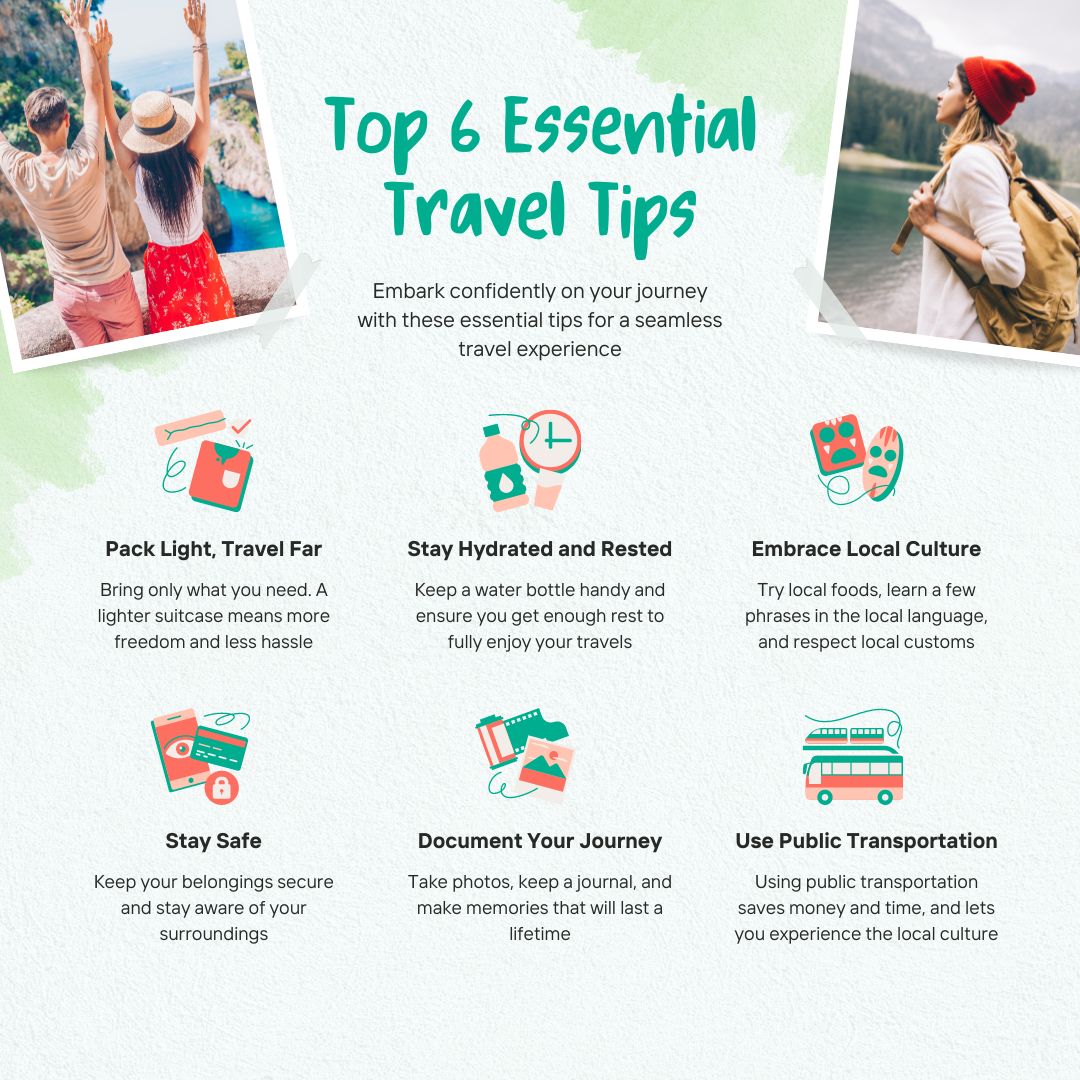 Top 6 Essential
Travel Tips
Embark confidently on your journey
with these essential tips for a seamless
travel experience
Pack Light, Travel Far
Bring only what you need. A
lighter suitcase means more
freedom and less hassle
Stay Hydrated and Rested
Keep a water bottle handy and
ensure you get enough rest to
fully enjoy your travels
Embrace Local Culture
Try local foods, learn a few
phrases in the local language,
and respect local customs
Stay Safe
Keep your belongings secure
and stay aware of your
surroundings
Document Your Journey
Take photos, keep a journal, and
make memories that will last a
lifetime
Use Public Transportation
Using public transportation
saves money and time, and lets
you experience the local culture